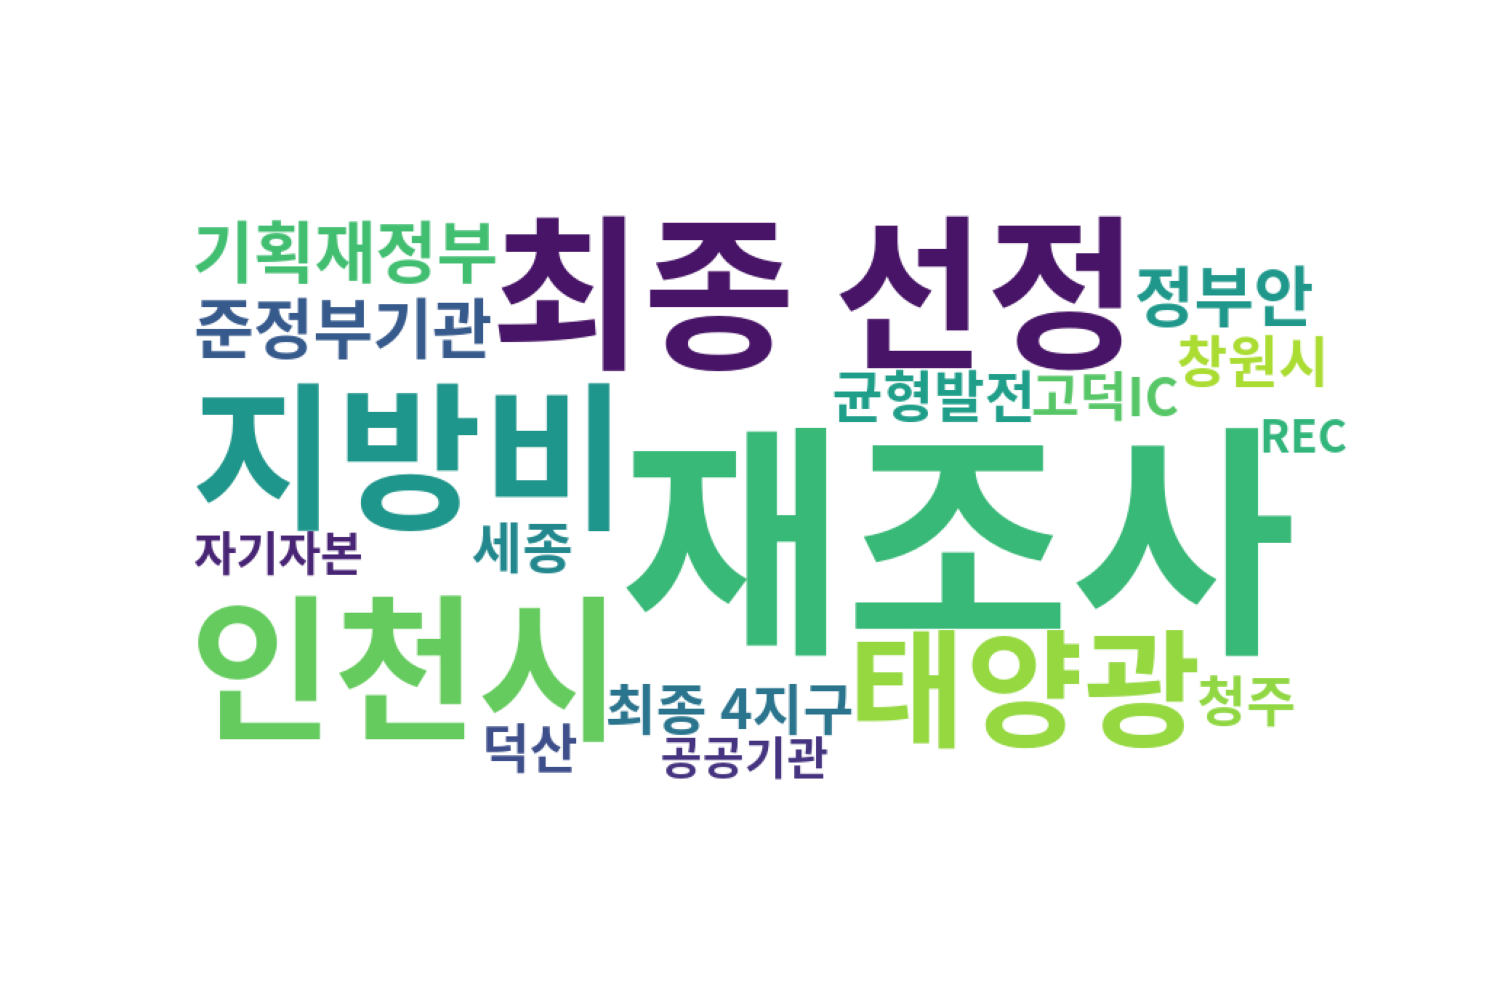 기획재정부
최종 선정
정부안
준정부기관
창원시
지방비
균형발전
고덕IC
REC
재조사
자기자본
세종
인천시
최종 4지구
태양광
청주
덕산
공공기관